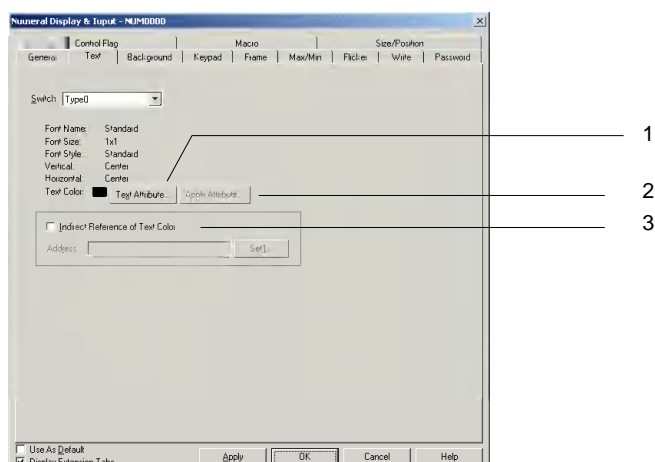 Nuuneral Display & Iuput - NUM0000
Control Flag Macro Size/Position
General Text Background Keypad Frame Max/Min Flicker Write Password
Switch Type0
Font Name: Standard
Font Size: 1x1
Font Style: Standard
Vertical: Center
Horizontal: Center
Text Color: Text Attribute... Apply Attribute...
Indirect Reference of Text Color
Address Set1...
1
2
3
Use As Default
Display Extension Tabs
Apply OK Cancel Help